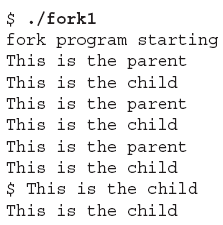 $ ./fork1
fork program starting
This is the parent
This is the child
This is the parent
This is the child
This is the parent
This is the child
$ This is the child
This is the child